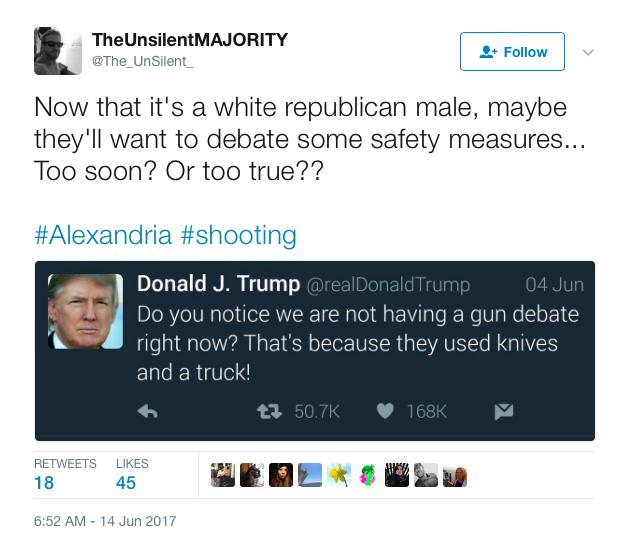 TheUnsilentMAJORITY
@The_UnSilent_
Follow
Now that it's a white republican male, maybe
they'll want to debate some safety measures...
Too soon? Or too true??
#Alexandria #shooting
Donald J. Trump @realDonaldTrump 04 Jun
Do you notice we are not having a gun debate
right now? That's because they used knives
and a truck!
50.7K 168K
RETWEETS LIKES
18 45
6:52 AM - 14 Jun 2017